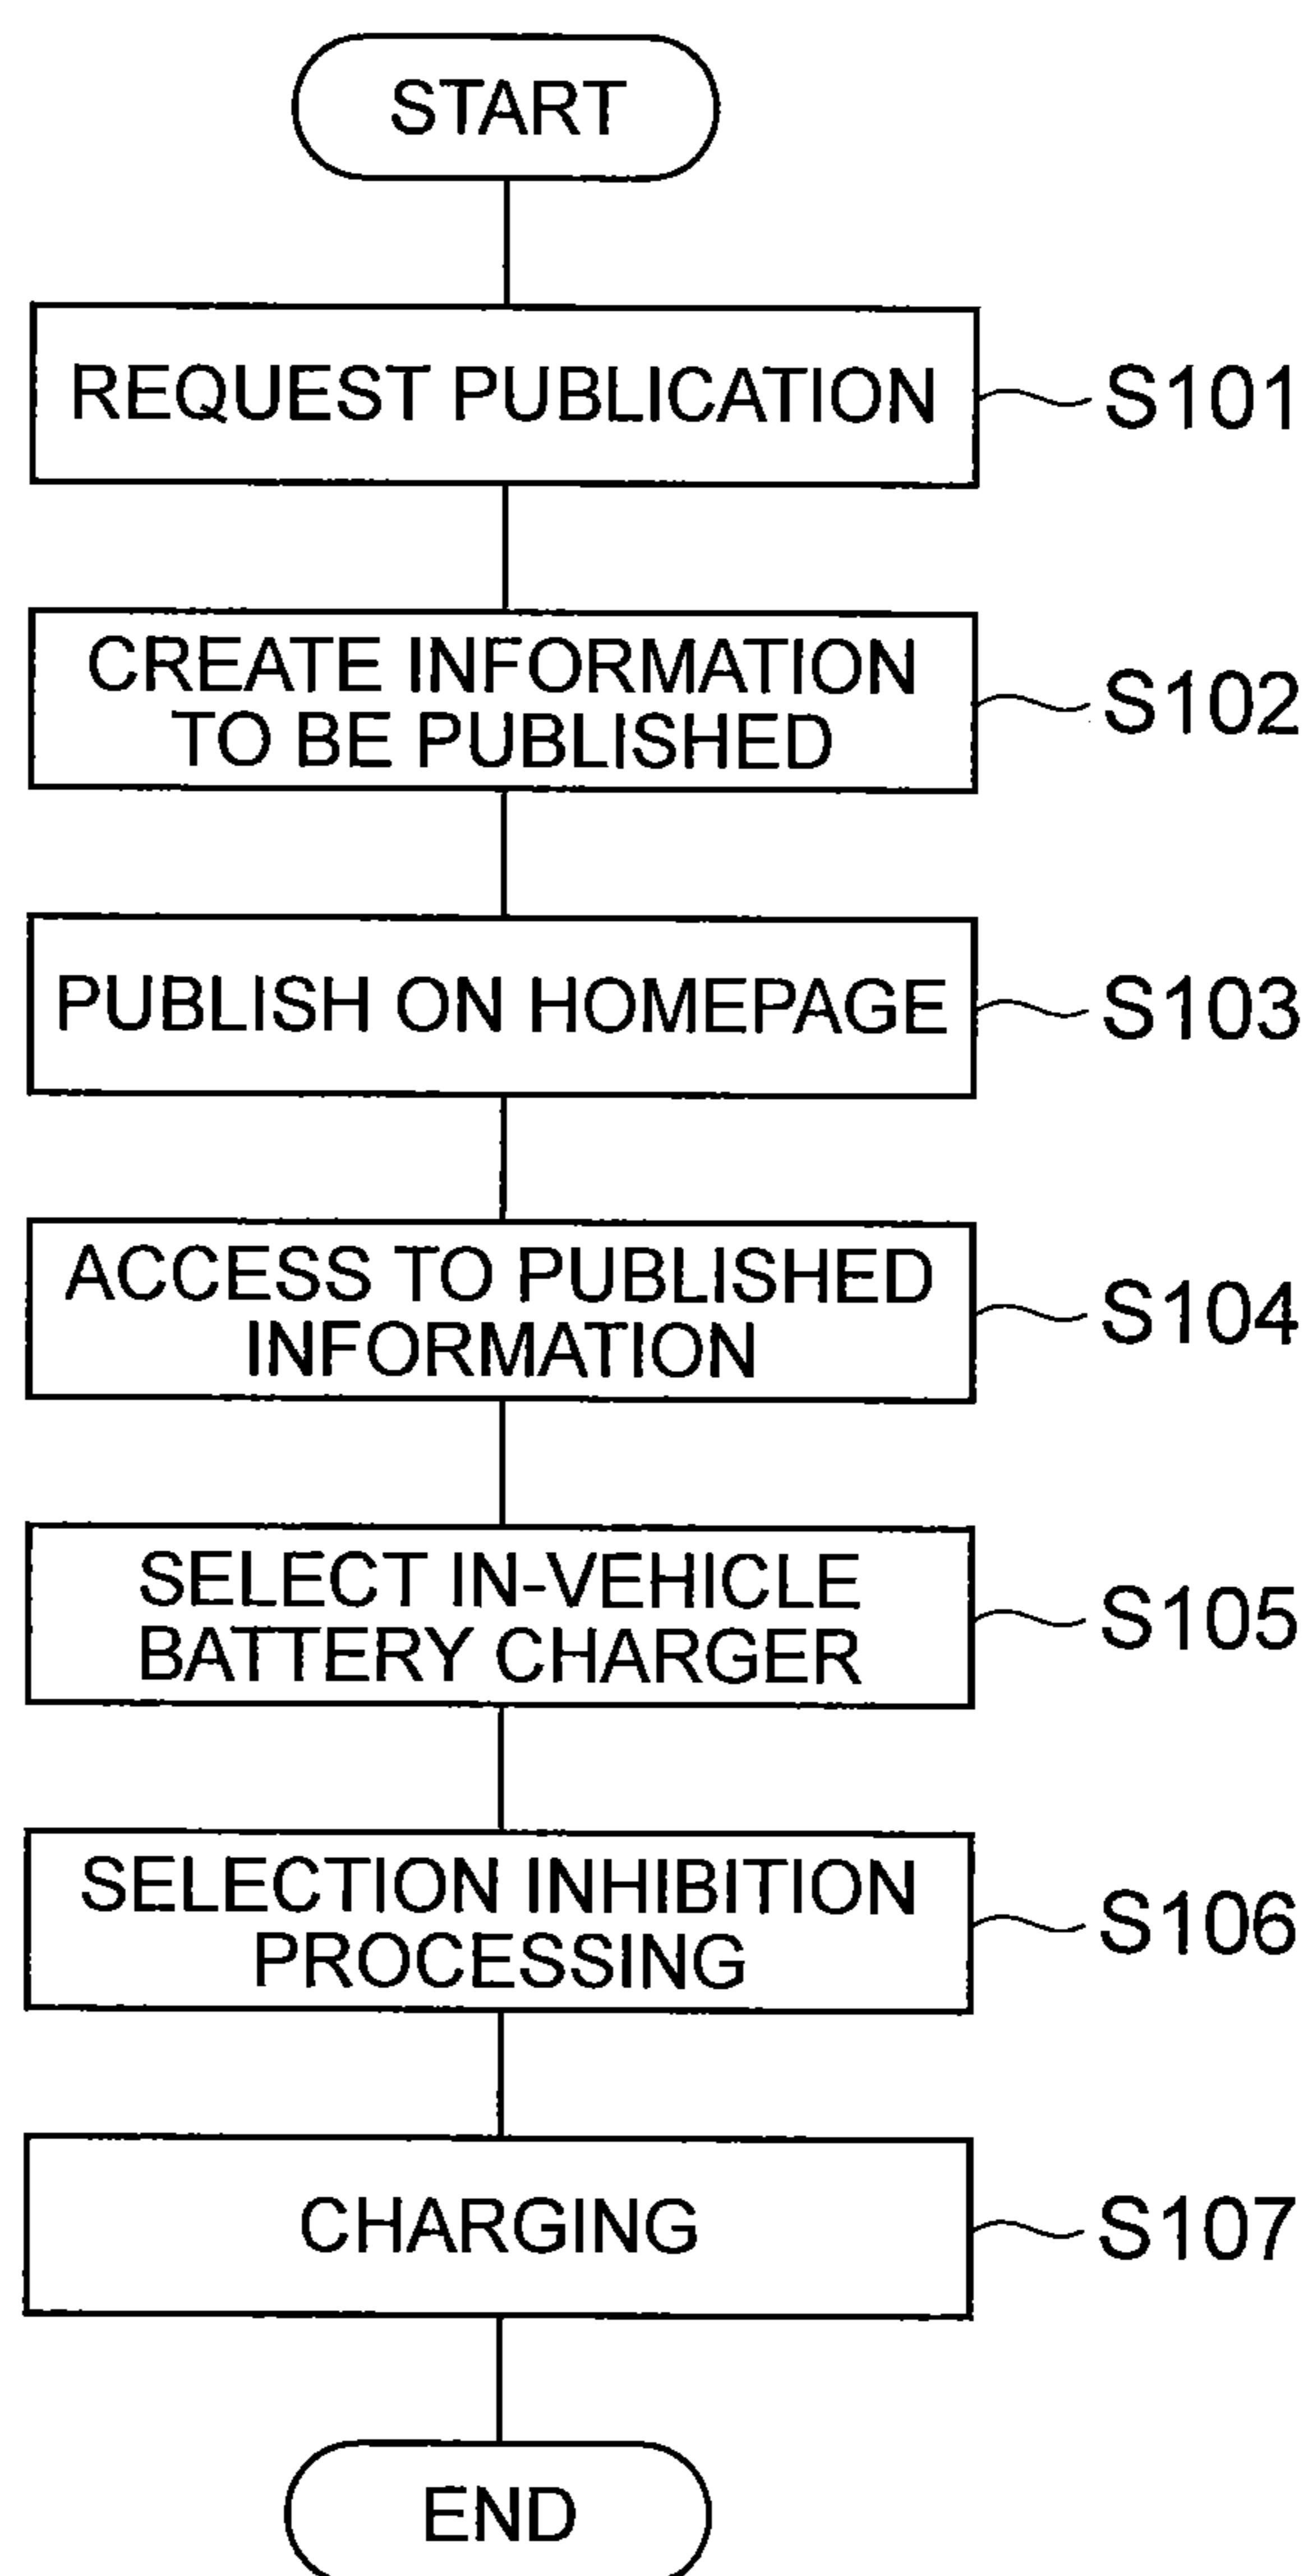 START
REQUEST PUBLICATION
S101
CREATE INFORMATION
TO BE PUBLISHED
S102
PUBLISH ON HOMEPAGE
S103
ACCESS TO PUBLISHED
INFORMATION
S104
SELECT IN-VEHICLE
BATTERY CHARGER
S105
SELECTION INHIBITION
PROCESSING
S106
CHARGING
S107
END